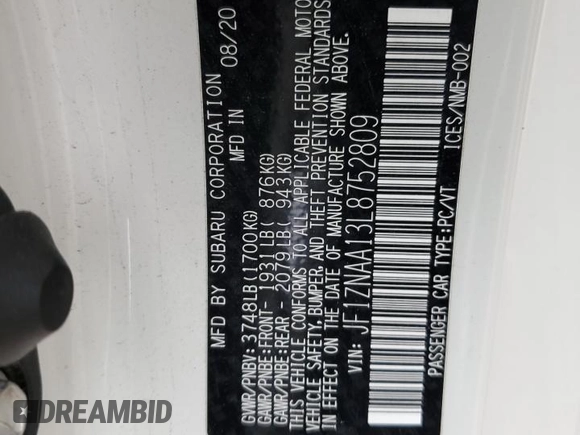 MFD BY SUBARU CORPORATION 08/20
MFD IN
GVWR/PNBV: 3748LB(1700KG)
GAWR/PNBE:FRONT- 1931LB( 876KG)
GAWR/PNBE:REAR - 2079LB( 943KG)
THIS VEHICLE CONFORMS TO ALL APPLICABLE FEDERAL MOTO
VEHICLE SAFETY, BUMPER, AND THEFT PREVENTION STANDARDS
IN EFFECT ON THE DATE OF MANUFACTURE SHOWN ABOVE.
VIN: JF1ZNAA13L8752809
PASSENGER CAR TYPE:PC/VT ICES/NMB-002
DREAMBID